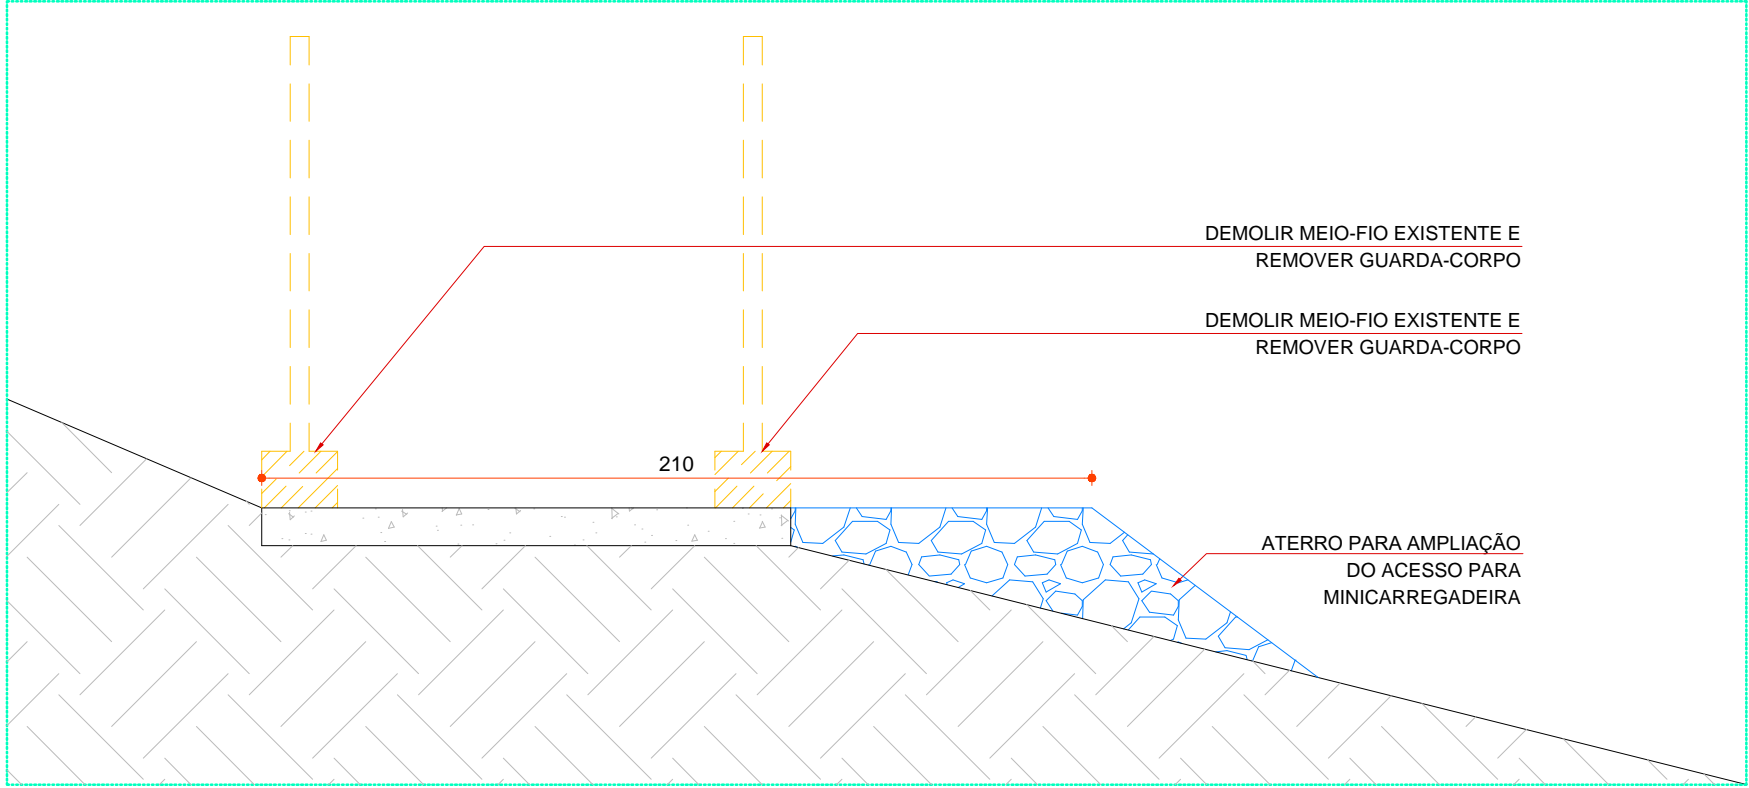 DEMOLIR MEIO-FIO EXISTENTE E
REMOVER GUARDA-CORPO
DEMOLIR MEIO-FIO EXISTENTE E
REMOVER GUARDA-CORPO
210
ATERRO PARA AMPLIAÇÃO
DO ACESSO PARA
MINICARREGADEIRA